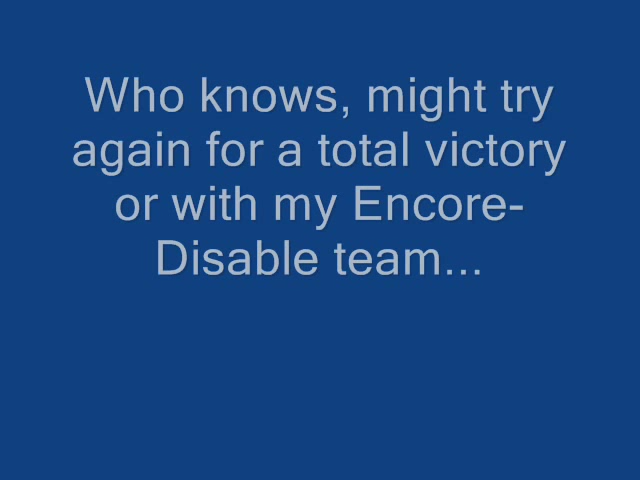 Who knows, might try
again for a total victory
or with my Encore-
Disable team...